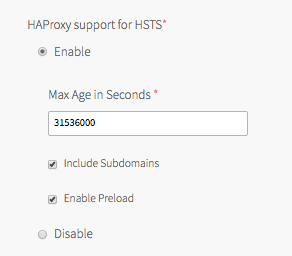 HAProxy support for HSTS*
Enable
Max Age in Seconds *
31536000
Include Subdomains
Enable Preload
Disable